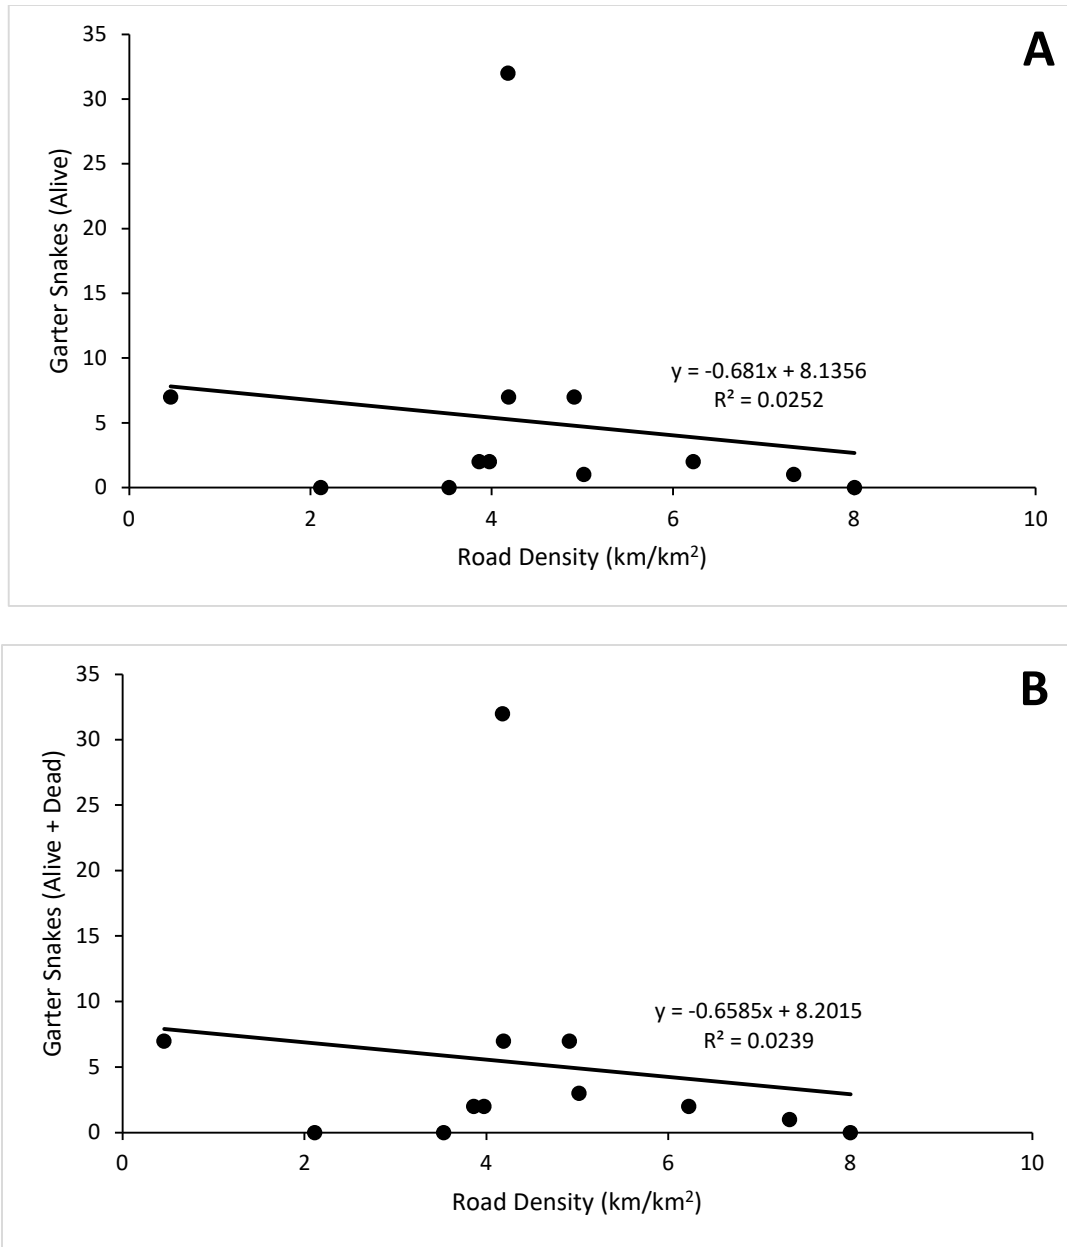 A
35
30
25
20
15
10
5
0
Garter Snakes (Alive)
y = -0.681x + 8.1356
R² = 0.0252
0 2 4 6 8 10
Road Density (km/km²)
B
35
30
25
20
15
10
5
0
Garter Snakes (Alive + Dead)
y = -0.6585x + 8.2015
R² = 0.0239
0 2 4 6 8 10
Road Density (km/km²)